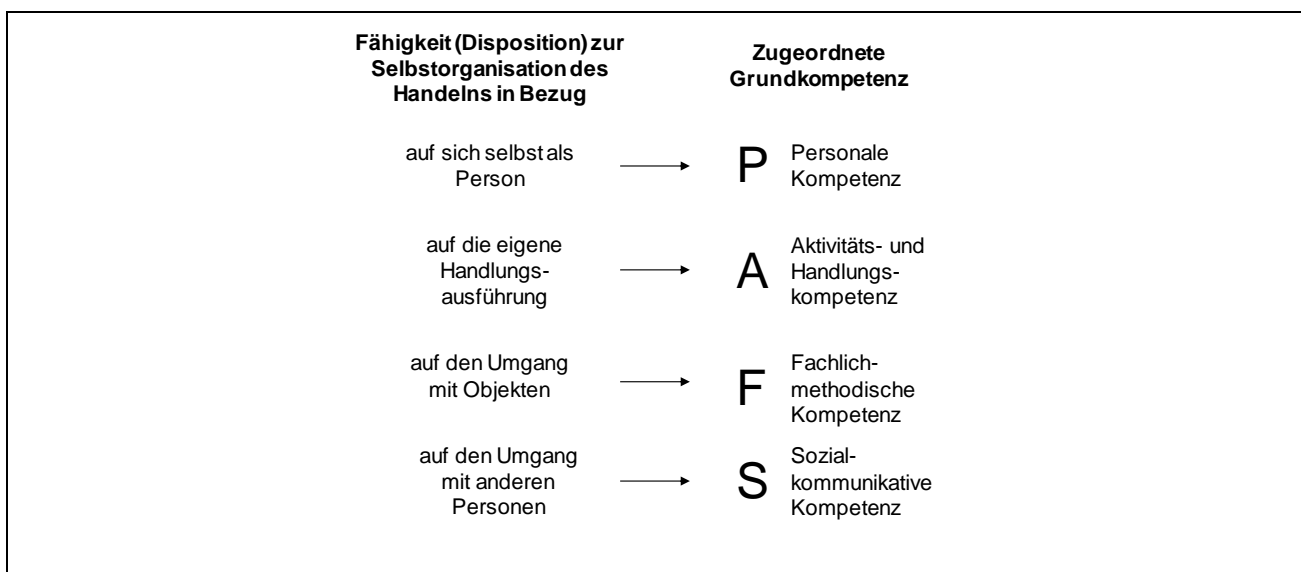 Fähigkeit (Disposition) zur
Selbstorganisation des
Handelns in Bezug
Zugeordnete
Grundkompetenz
auf sich selbst als
Person
P
Personale
Kompetenz
auf die eigene
Handlungs-
ausführung
A
Aktivitäts- und
Handlungs-
kompetenz
auf den Umgang
mit Objekten
F
Fachlich-
methodische
Kompetenz
auf den Umgang
mit anderen
Personen
S
Sozial-
kommunikative
Kompetenz